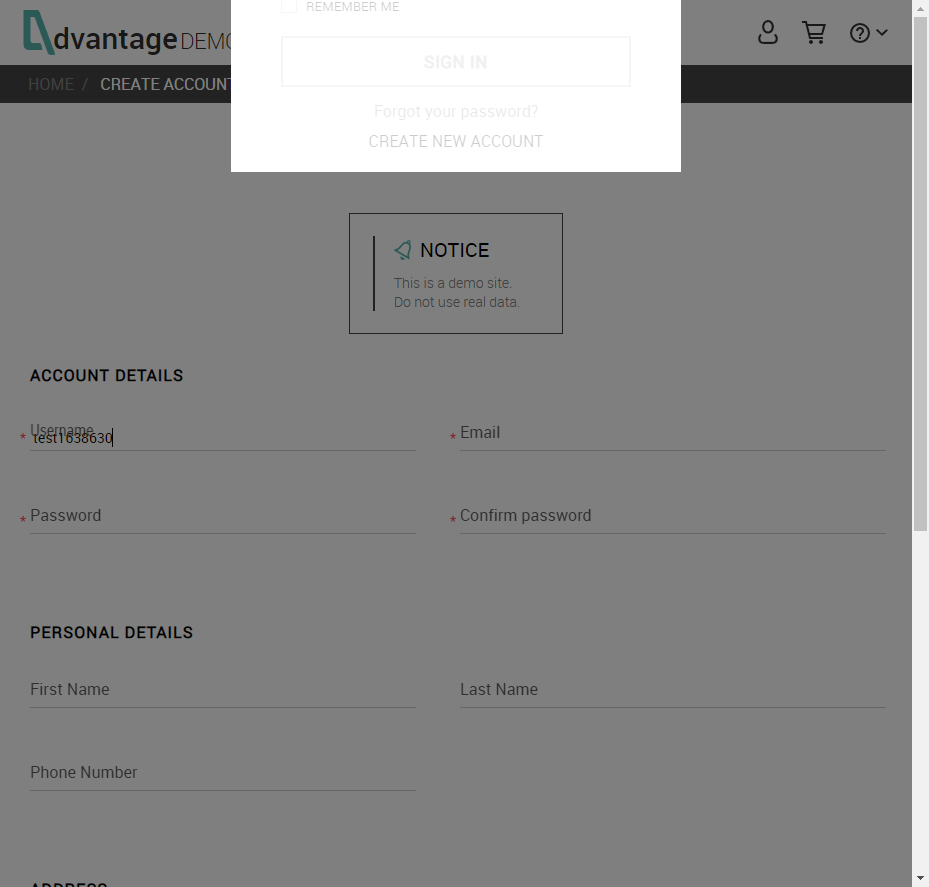 dvantage DEMO
REMEMBER ME
SIGN IN
Forgot your password?
CREATE NEW ACCOUNT
HOME / CREATE ACCOUNT
NOTICE
This is a demo site.
Do not use real data.
ACCOUNT DETAILS
Username
* test1638630
* Email
* Password
* Confirm password
PERSONAL DETAILS
First Name
Last Name
Phone Number
ADDRESS